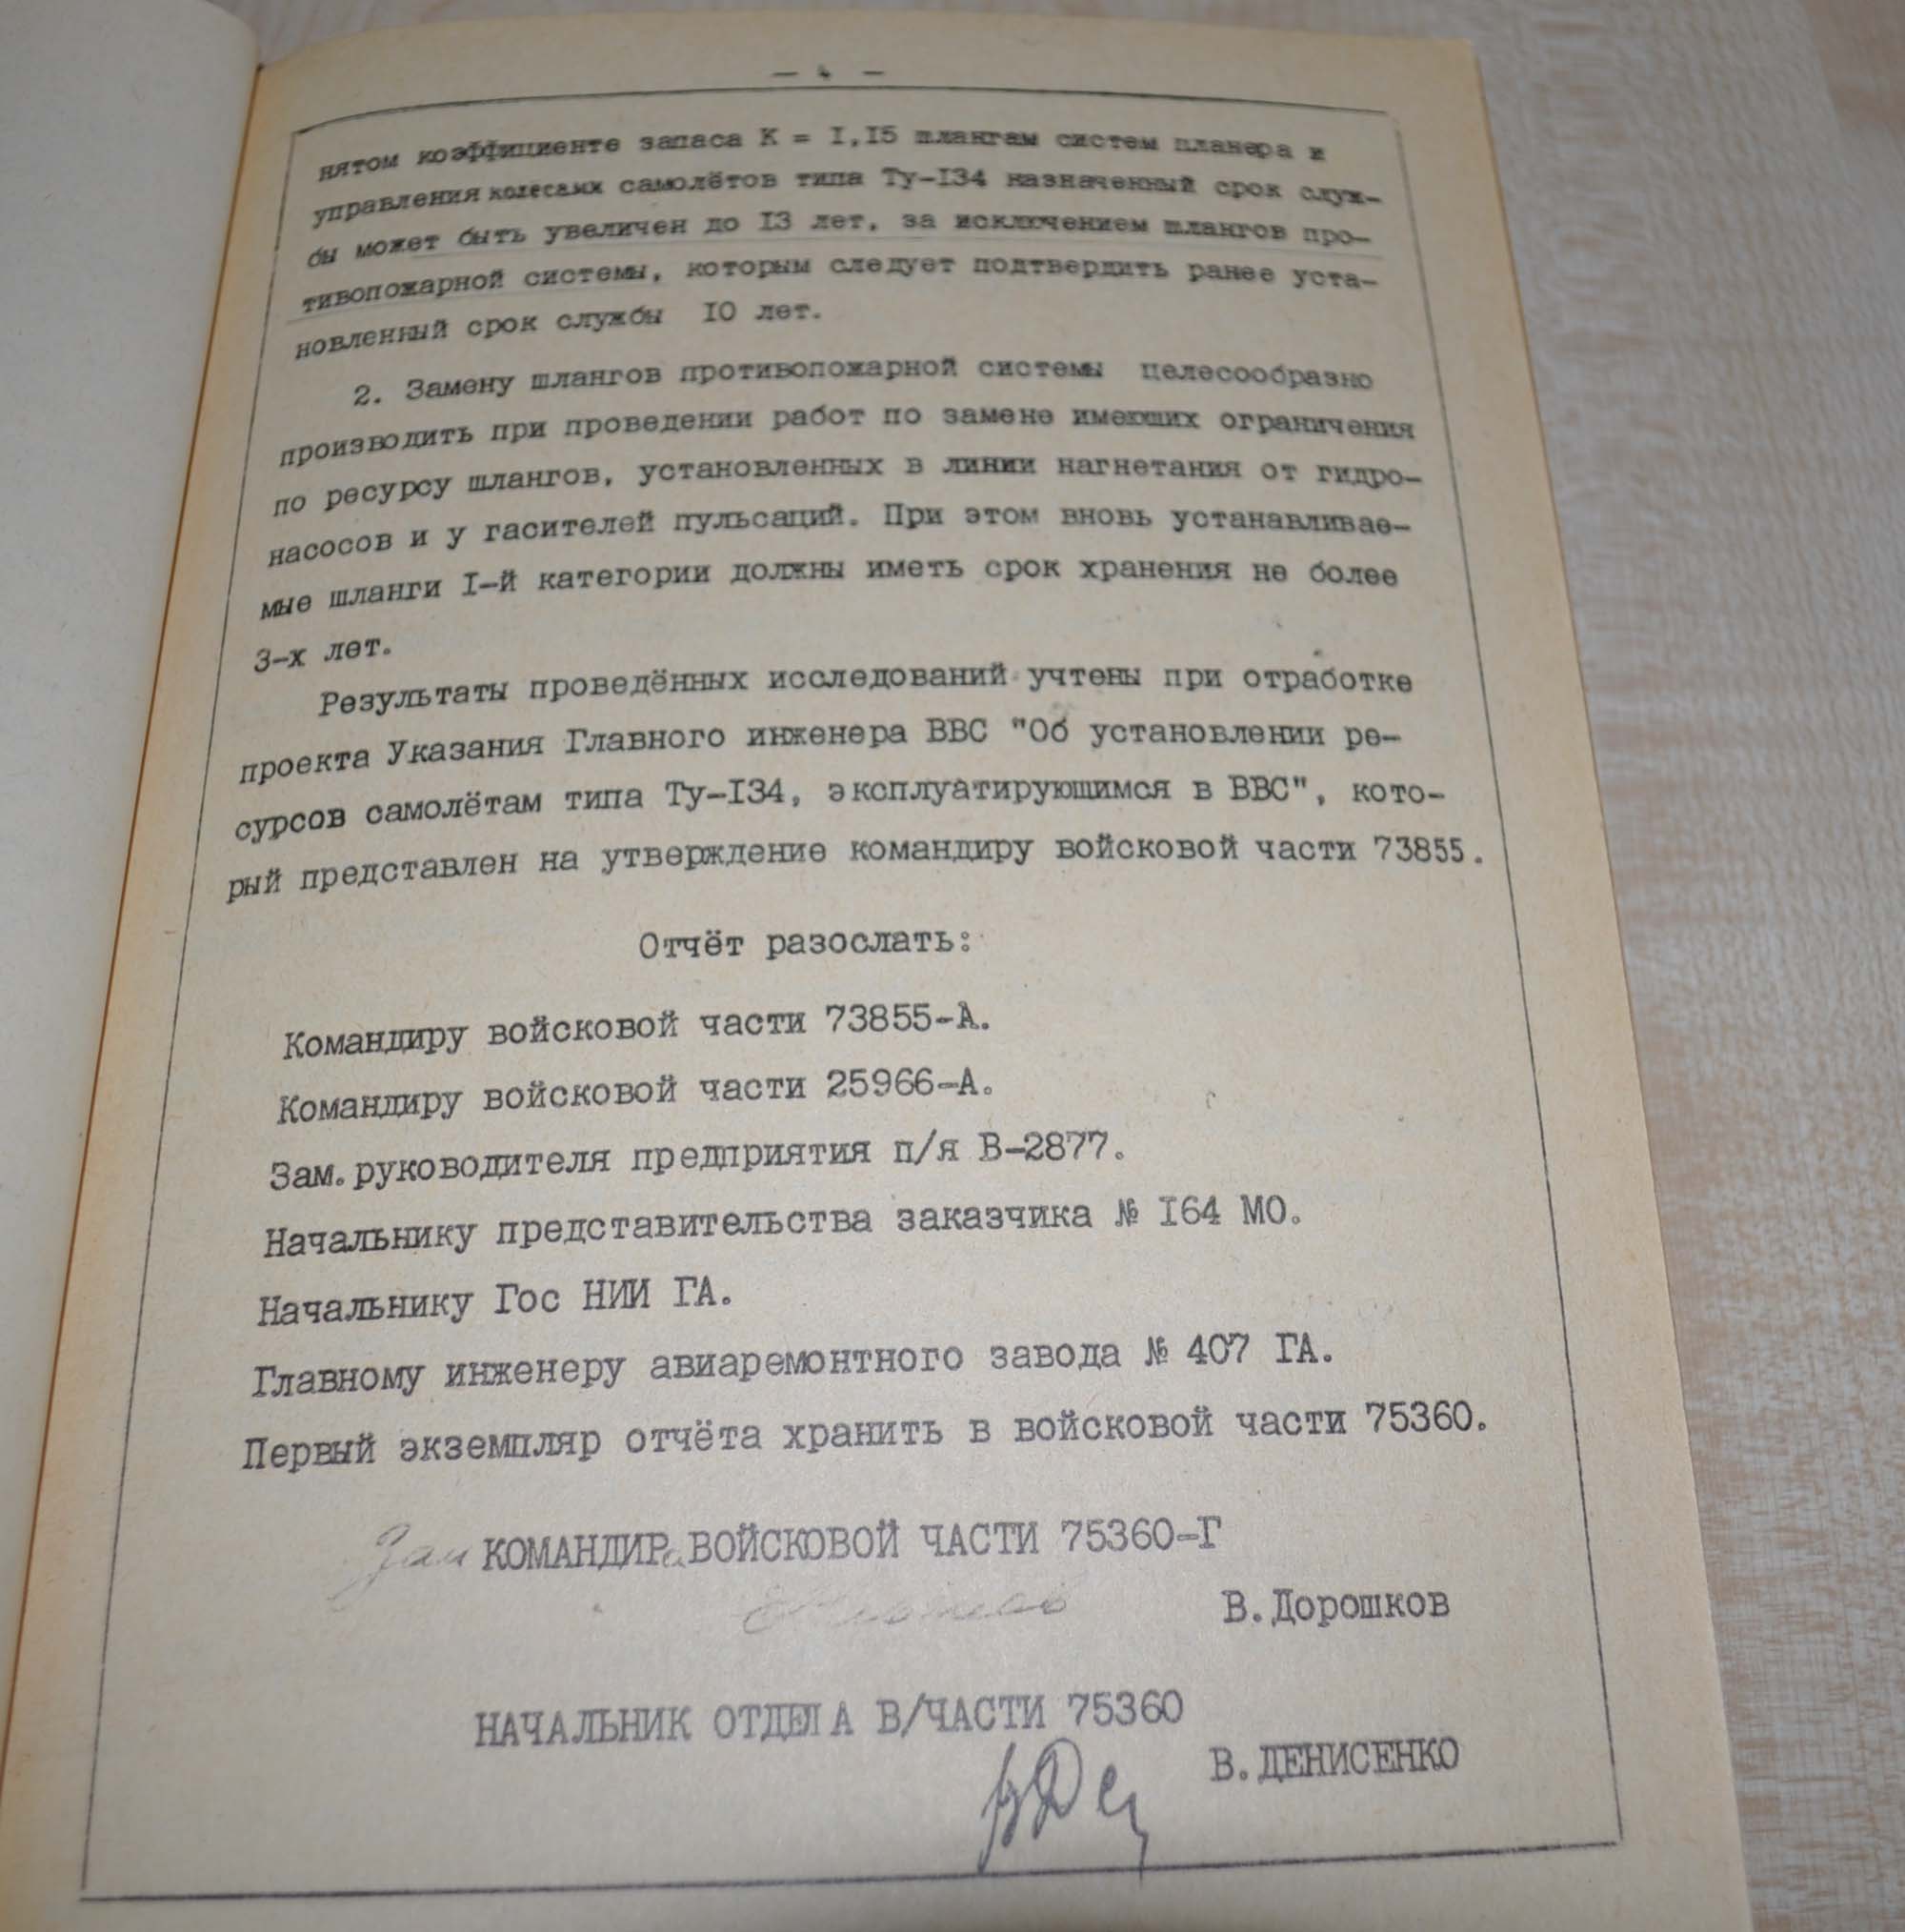 — 4 —
нятом коэффициенте запаса К = I,I5 шлангам систем планера и
управления колесами самолётов типа Ту-I34 назначенный срок служ-
бы может быть увеличен до I3 лет, за исключением шлангов про-
тивопожарной системы, которым следует подтвердить ранее уста-
новленный срок службы IO лет.
2. Замену шлангов противопожарной системы целесообразно
производить при проведении работ по замене имеющих ограничения
по ресурсу шлангов, установленных в линии нагнетания от гидро-
насосов и у гасителей пульсаций. При этом вновь устанавливае-
мые шланги I-й категории должны иметь срок хранения не более
3-х лет.
Результаты проведённых исследований учтены при отработке
проекта Указания Главного инженера ВВС "Об установлении ре-
сурсов самолётам типа Ту-I34, эксплуатирующимся в ВВС", кото-
рый представлен на утверждение командиру войсковой части 73855.
Отчёт разослать:
Командиру войсковой части 73855-А.
Командиру войсковой части 25966-А.
Зам.руководителя предприятия п/я В-2877.
Начальнику представительства заказчика № I64 МО.
Начальнику Гос НИИ ГА.
Главному инженеру авиаремонтного завода № 407 ГА.
Первый экземпляр отчёта хранить в войсковой части 75360.
Зам КОМАНДИРа ВОЙСКОВОЙ ЧАСТИ 75360-Г
В.Дорошков
НАЧАЛЬНИК ОТДЕЛА В/ЧАСТИ 75360
В.ДЕНИСЕНКО